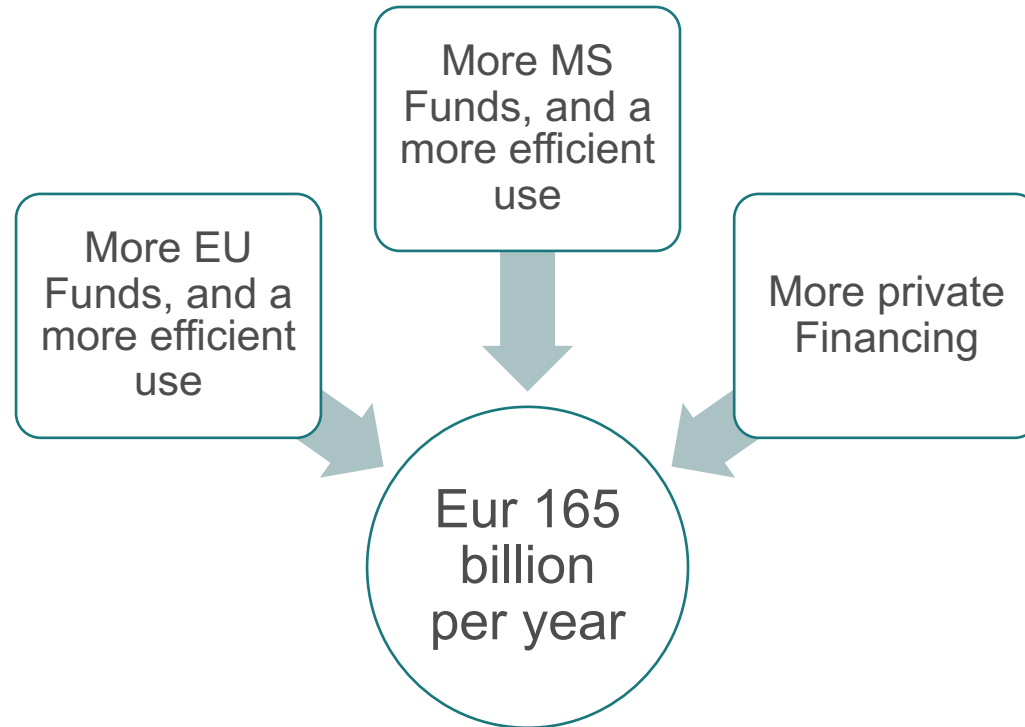 More MS
Funds, and a
more efficient
use
More EU
Funds, and a
more efficient
use
More private
Financing
Eur 165
billion
per year